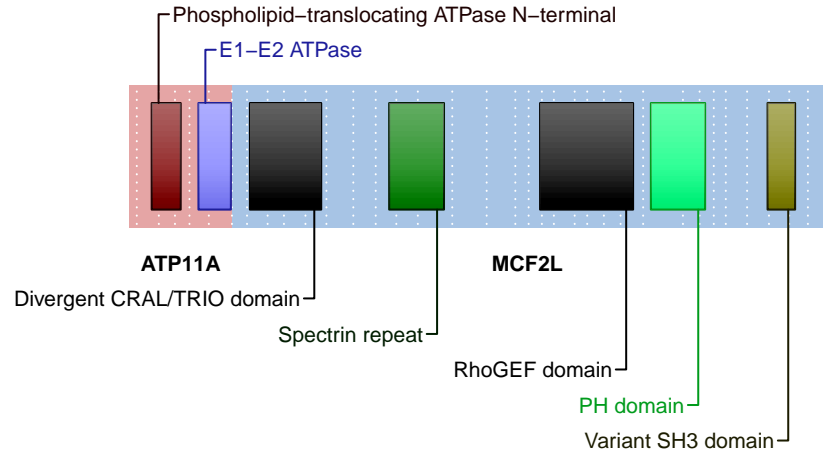 Phospholipid−translocating ATPase N−terminal
E1−E2 ATPase
ATP11A
MCF2L
Divergent CRAL/TRIO domain
Spectrin repeat
RhoGEF domain
PH domain
Variant SH3 domain